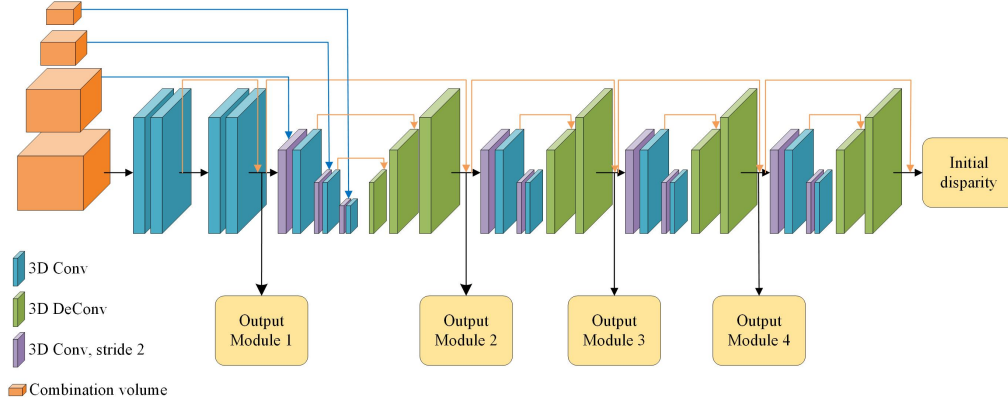 Initial
disparity
3D Conv
3D DeConv
3D Conv, stride 2
Combination volume
Output
Module 1
Output
Module 2
Output
Module 3
Output
Module 4